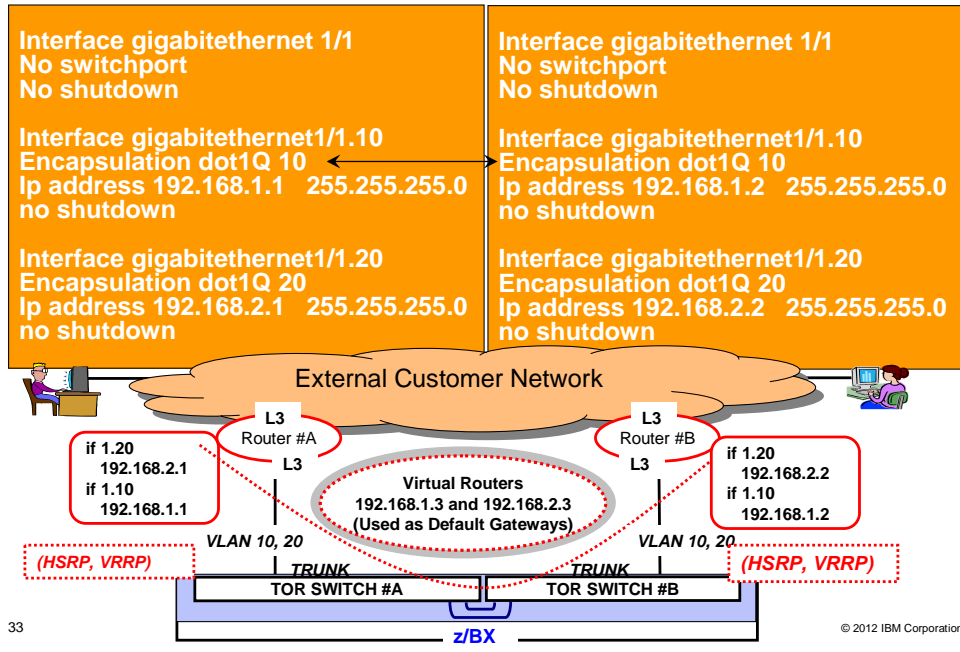 Interface gigabitethernet 1/1
No switchport
No shutdown
Interface gigabitethernet1/1.10
Encapsulation dot1Q 10
Ip address 192.168.1.1 255.255.255.0
no shutdown
Interface gigabitethernet1/1.20
Encapsulation dot1Q 20
Ip address 192.168.2.1 255.255.255.0
no shutdown
Interface gigabitethernet 1/1
No switchport
No shutdown
Interface gigabitethernet1/1.10
Encapsulation dot1Q 10
Ip address 192.168.1.2 255.255.255.0
no shutdown
Interface gigabitethernet1/1.20
Encapsulation dot1Q 20
Ip address 192.168.2.2 255.255.255.0
no shutdown
External Customer Network
L3
Router #A
L3
L3
Router #B
L3
if 1.20
192.168.2.1
if 1.10
192.168.1.1
Virtual Routers
192.168.1.3 and 192.168.2.3
(Used as Default Gateways)
if 1.20
192.168.2.2
if 1.10
192.168.1.2
VLAN 10, 20
VLAN 10, 20
(HSRP, VRRP)
TRUNK
TRUNK
(HSRP, VRRP)
TOR SWITCH #A
TOR SWITCH #B
z/BX
33
© 2012 IBM Corporation